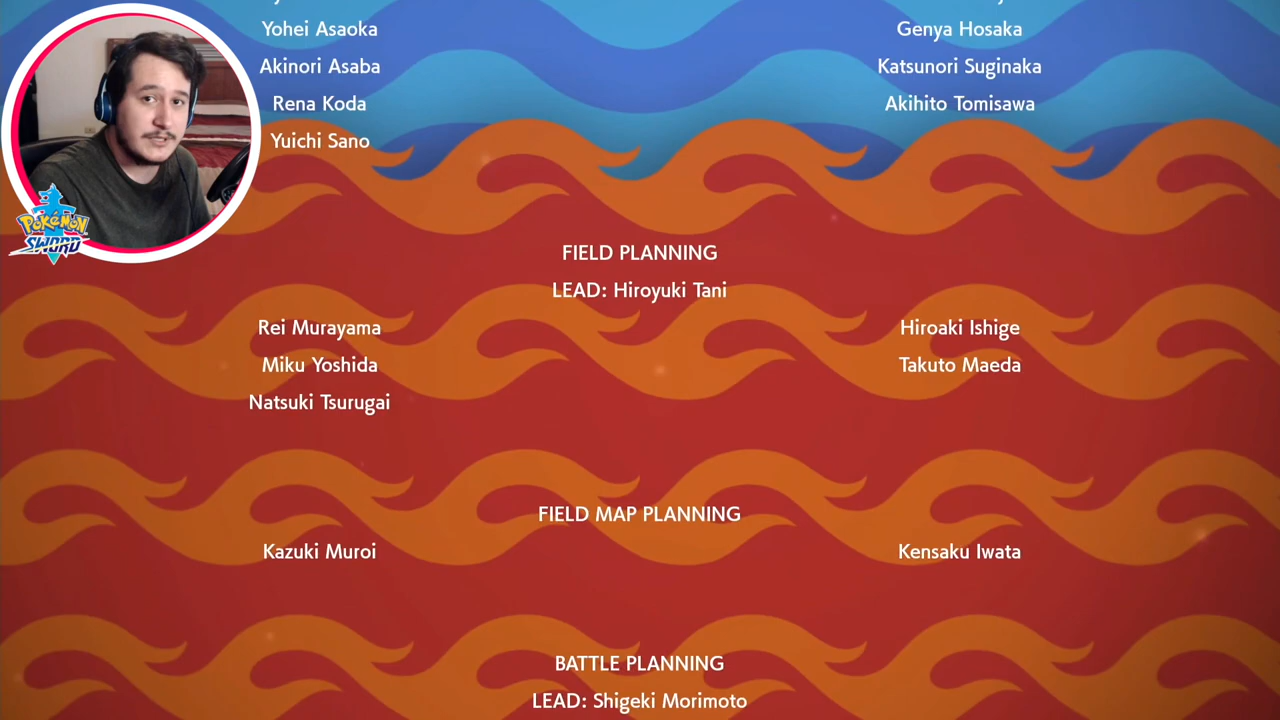 Yohei Asaoka
Genya Hosaka
Akinori Asaba
Katsunori Suginaka
Rena Koda
Akihito Tomisawa
Yuichi Sano
POKéMON
SWORD
FIELD PLANNING
LEAD: Hiroyuki Tani
Rei Murayama
Hiroaki Ishige
Miku Yoshida
Takuto Maeda
Natsuki Tsurugai
FIELD MAP PLANNING
Kazuki Muroi
Kensaku Iwata
BATTLE PLANNING
LEAD: Shigeki Morimoto